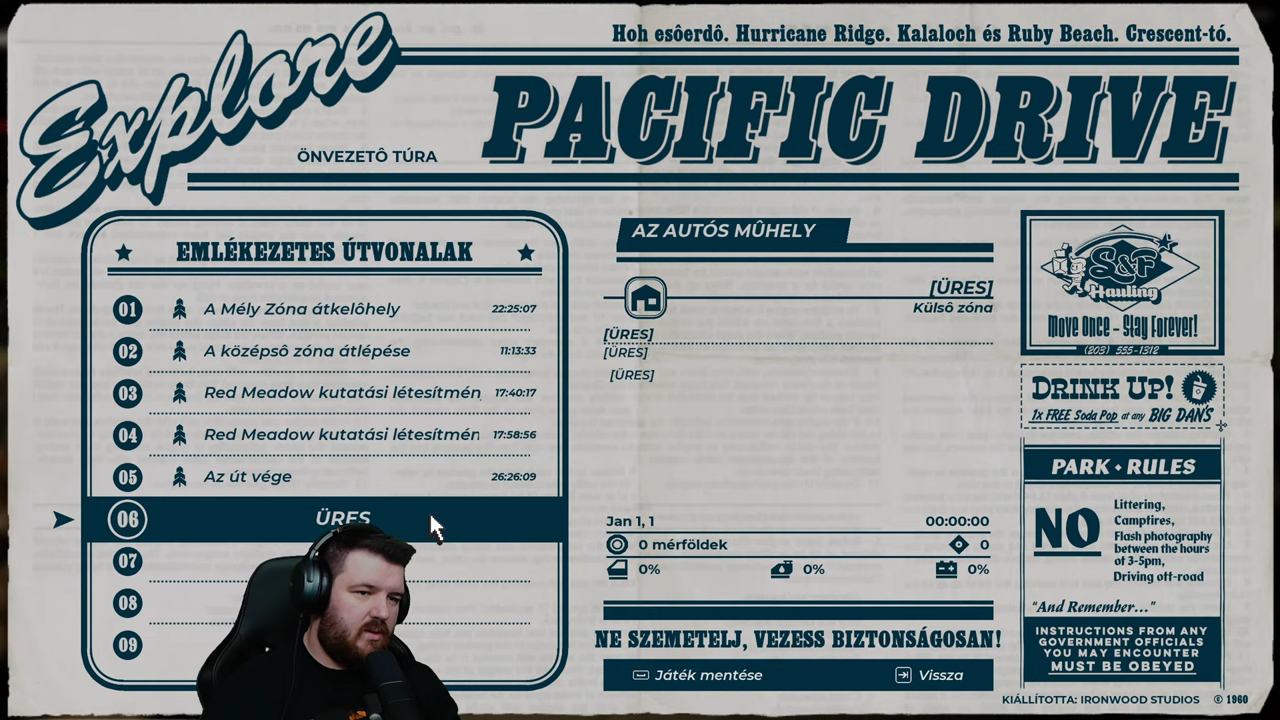 Hoh esôerdô. Hurricane Ridge. Kalaloch és Ruby Beach. Crescent-tó.
Explore
PACIFIC DRIVE
ÖNVEZETÔ TÚRA
EMLÉKEZETES ÚTVONALAK
01 A Mély Zóna átkelôhely 22:25:07
02 A középsô zóna átlépése 11:13:33
03 Red Meadow kutatási létesítmén 17:40:17
04 Red Meadow kutatási létesítmén 17:58:56
05 Az út vége 26:26:09
06 ÜRES
07
08
09
AZ AUTÓS MÛHELY
[ÜRES]
Külsô zóna
[ÜRES]
[ÜRES]
[ÜRES]
Jan 1, 1 00:00:00
0 mérföldek 0
0% 0% 0%
NE SZEMETELJ, VEZESS BIZTONSÁGOSAN!
Játék mentése Vissza
S&F
Hauling
Move Once - Stay Forever!
(203) 555-1312
DRINK UP!
1x FREE Soda Pop at any BIG DAN'S
PARK • RULES
NO
Littering,
Campfires,
Flash photography
between the hours
of 3-5pm,
Driving off-road
"And Remember..."
INSTRUCTIONS FROM ANY
GOVERNMENT OFFICIALS
YOU MAY ENCOUNTER
MUST BE OBEYED
KIÁLLÍTOTTA: IRONWOOD STUDIOS © 1960